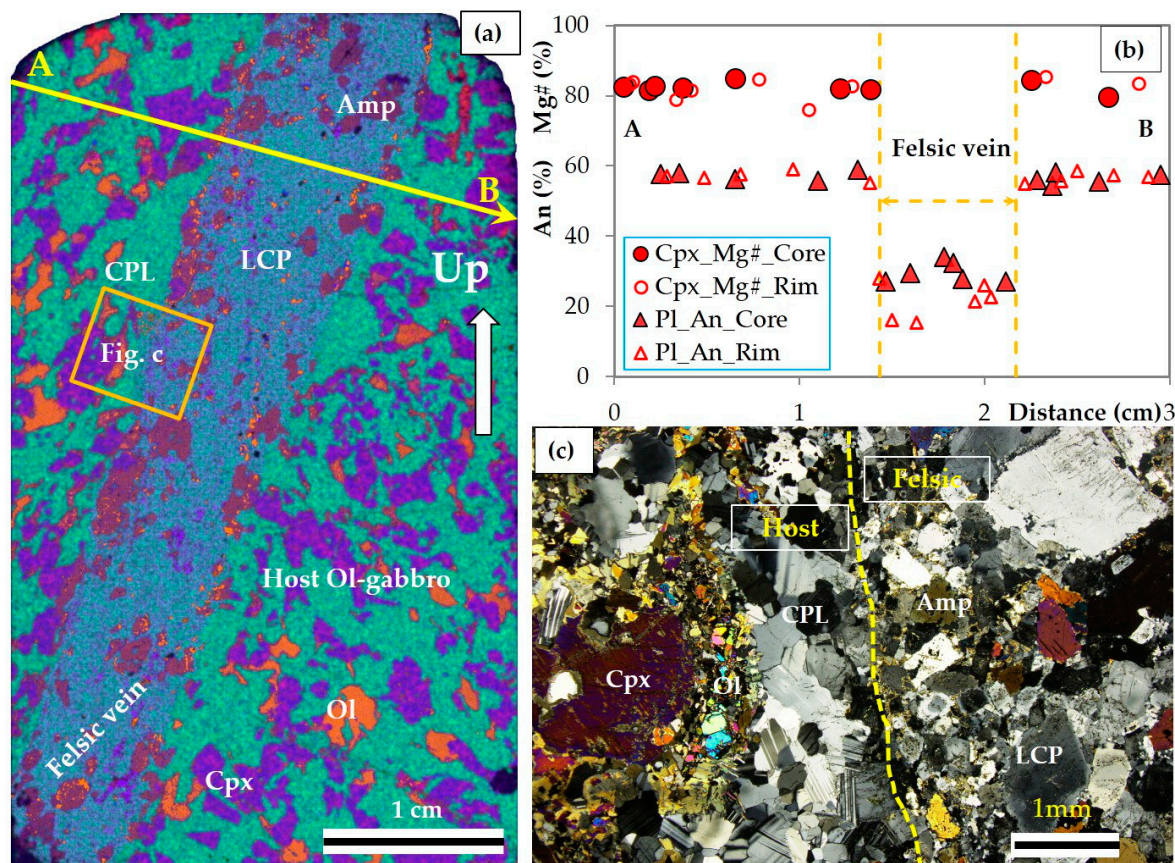 (a)
A
Amp
B
LCP
Up
CPL
Fig. c
Host Ol-gabbro
Ol
Felsic vein
Cpx
1 cm
(b)
Mg# (%)
An (%)
100
80
60
40
20
0
A
B
Felsic vein
Cpx_Mg#_Core
Cpx_Mg#_Rim
Pl_An_Core
Pl_An_Rim
0
1
2
Distance (cm)
3
(c)
Felsic
Host
Amp
CPL
Cpx
Ol
LCP
1mm